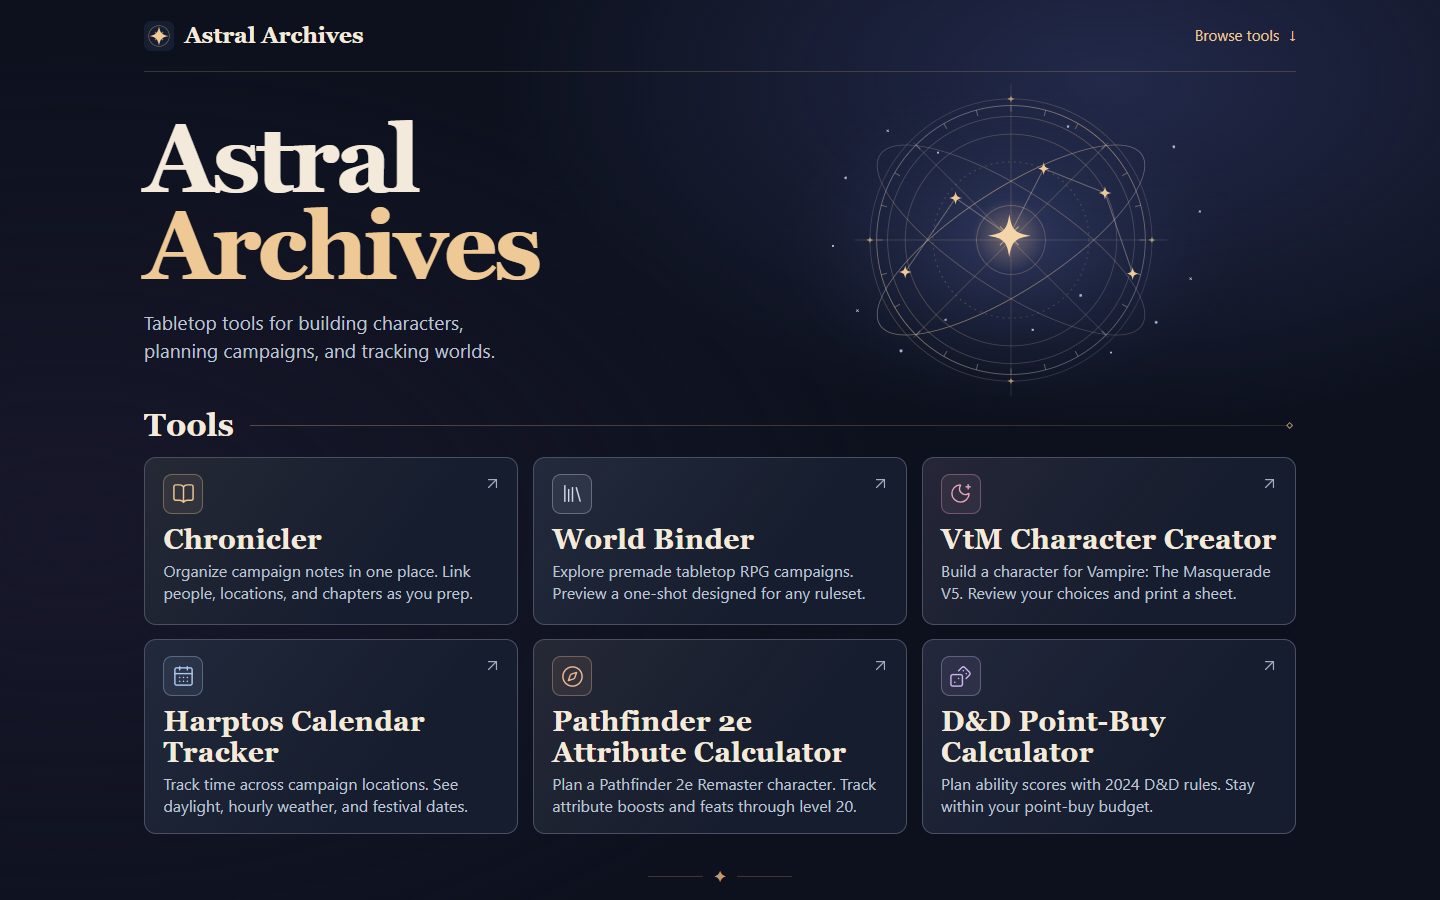 Astral Archives
Browse tools ↓
Astral
Archives
Tabletop tools for building characters,
planning campaigns, and tracking worlds.
Tools
Chronicler
Organize campaign notes in one place. Link
people, locations, and chapters as you prep.
World Binder
Explore premade tabletop RPG campaigns.
Preview a one-shot designed for any ruleset.
VtM Character Creator
Build a character for Vampire: The Masquerade
V5. Review your choices and print a sheet.
Harptos Calendar
Tracker
Track time across campaign locations. See
daylight, hourly weather, and festival dates.
Pathfinder 2e
Attribute Calculator
Plan a Pathfinder 2e Remaster character. Track
attribute boosts and feats through level 20.
D&D Point-Buy
Calculator
Plan ability scores with 2024 D&D rules. Stay
within your point-buy budget.